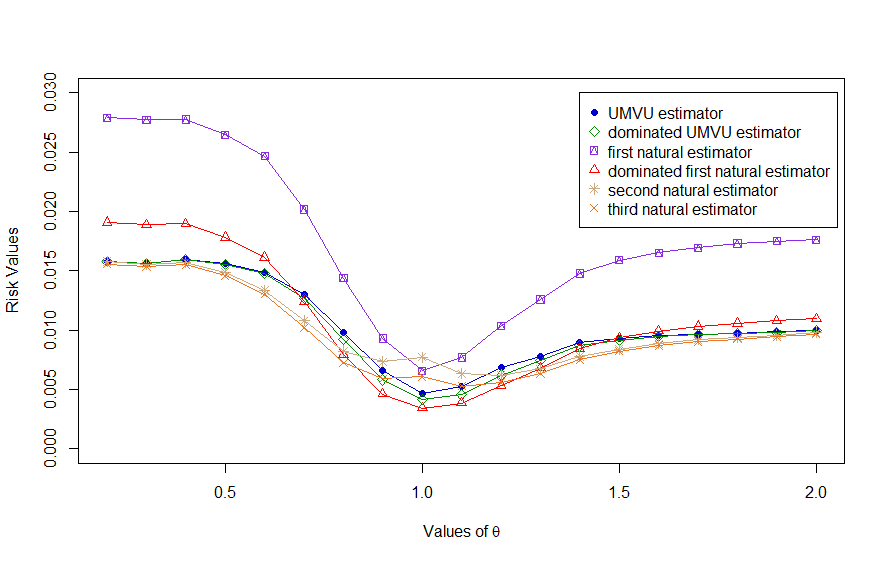 UMVU estimator
dominated UMVU estimator
first natural estimator
dominated first natural estimator
second natural estimator
third natural estimator
Risk Values
0.030
0.025
0.020
0.015
0.010
0.005
0.000
0.5
1.0
1.5
2.0
Values of θ